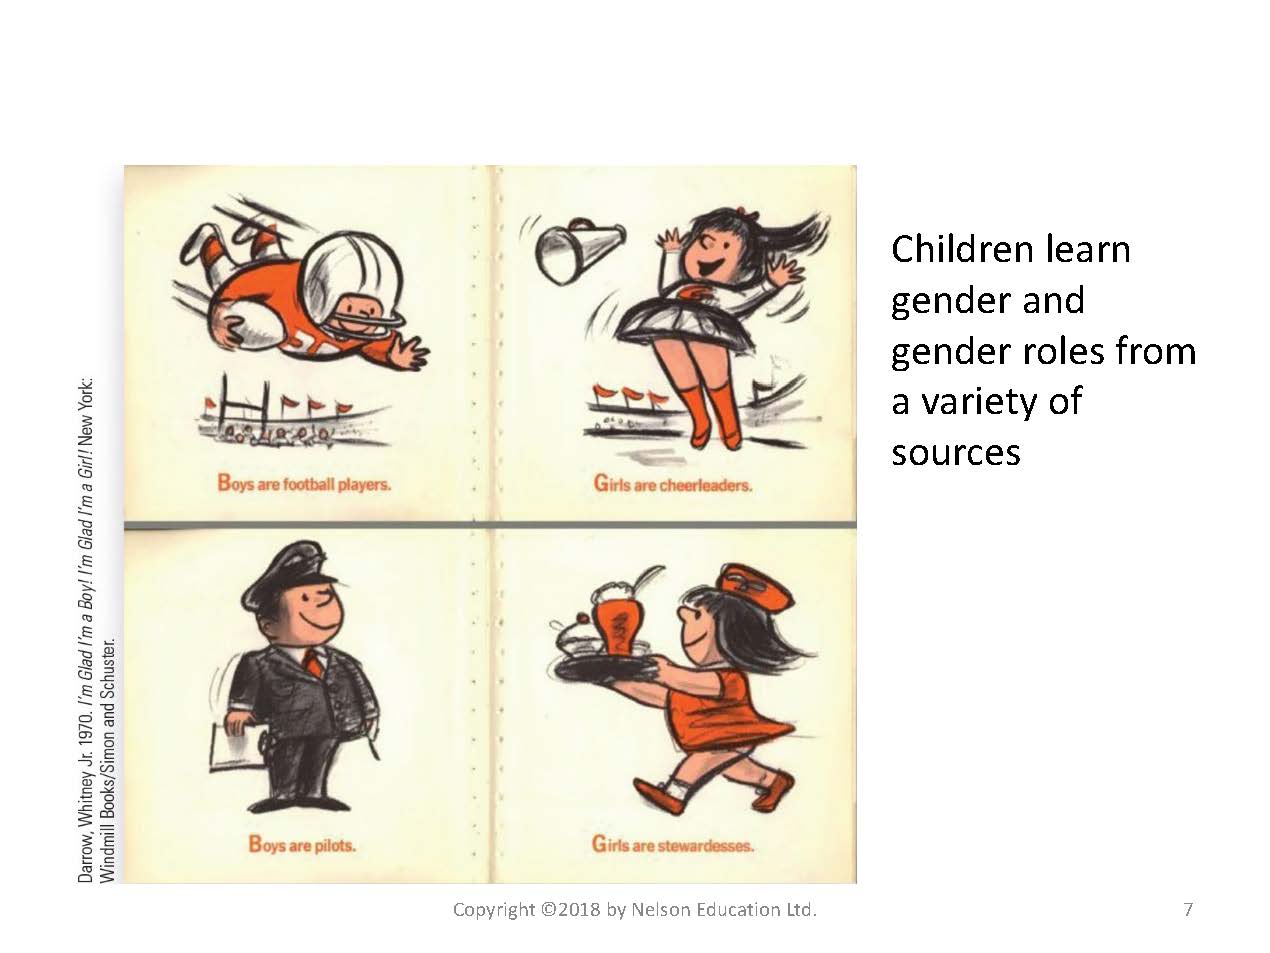 Children learn
gender and
gender roles from
a variety of
sources
Boys are football players.
Girls are cheerleaders.
Boys are pilots.
Girls are stewardesses.
Darrow, Whitney Jr. 1970. I'm Glad I'm a Boy! I'm Glad I'm a Girl! New York:
Windmill Books/Simon and Schuster.
Copyright ©2018 by Nelson Education Ltd.
7